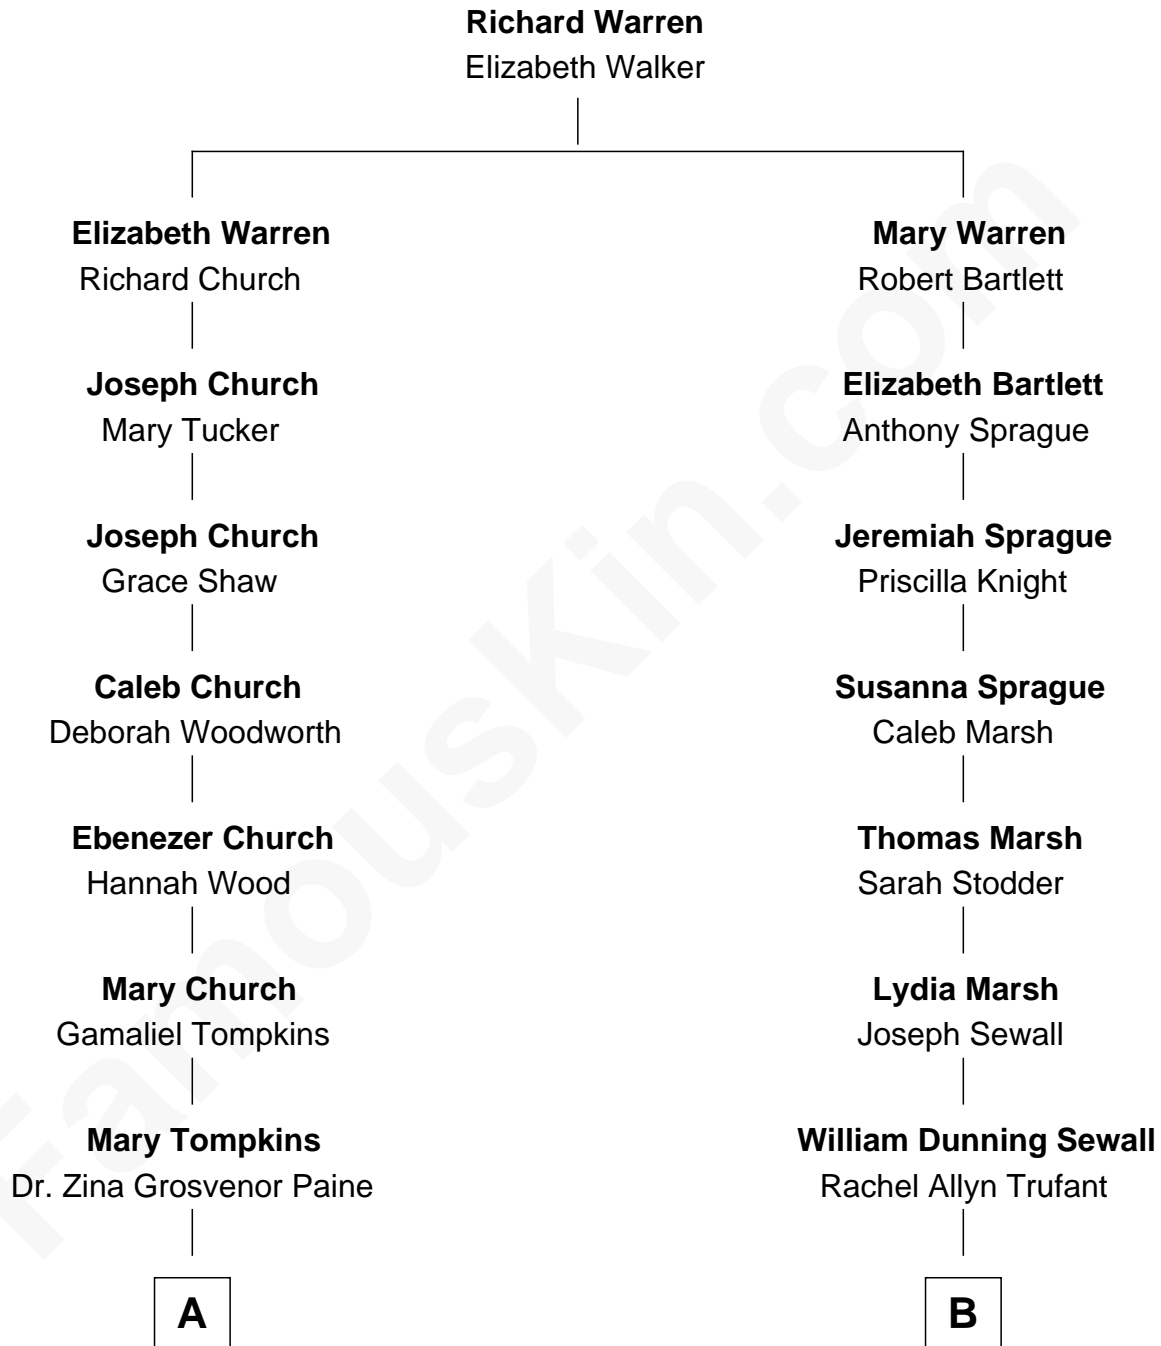 Richard Warren
Elizabeth Walker
Elizabeth Warren
Richard Church
Joseph Church
Mary Tucker
Joseph Church
Grace Shaw
Caleb Church
Deborah Woodworth
Ebenezer Church
Hannah Wood
Mary Church
Gamaliel Tompkins
Mary Tompkins
Dr. Zina Grosvenor Paine
A
Mary Warren
Robert Bartlett
Elizabeth Bartlett
Anthony Sprague
Jeremiah Sprague
Priscilla Knight
Susanna Sprague
Caleb Marsh
Thomas Marsh
Sarah Stodder
Lydia Marsh
Joseph Sewall
William Dunning Sewall
Rachel Allyn Trufant
B
FamousKin.com